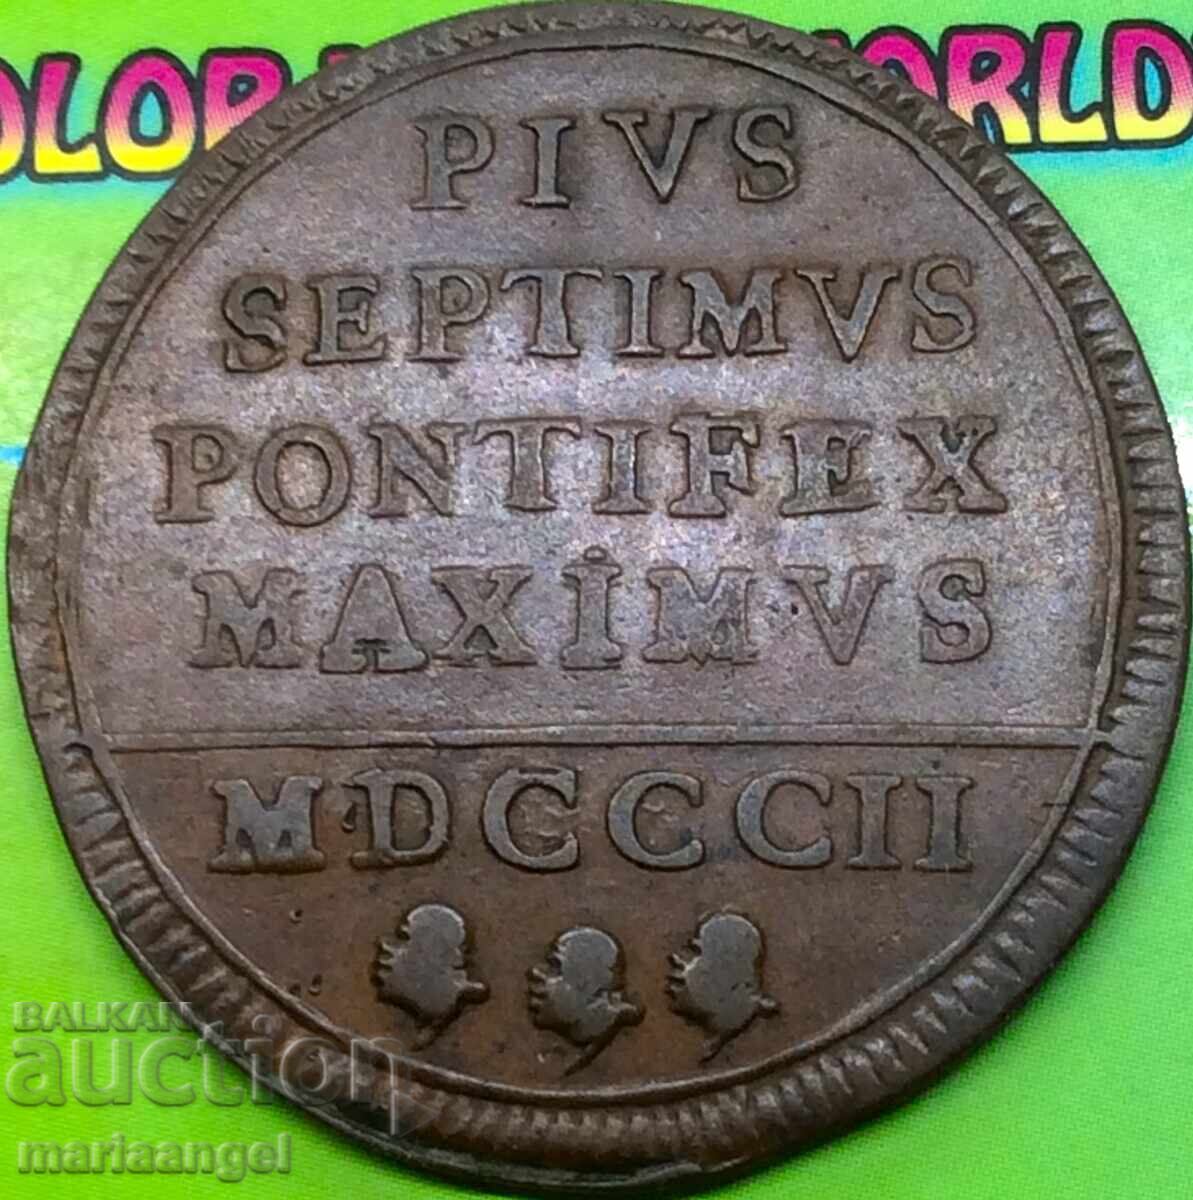 PIVS
SEPTIMVS
PONTIFEX
MAXIMVS
MDCCCII
BALKAN
auction
mariaangel